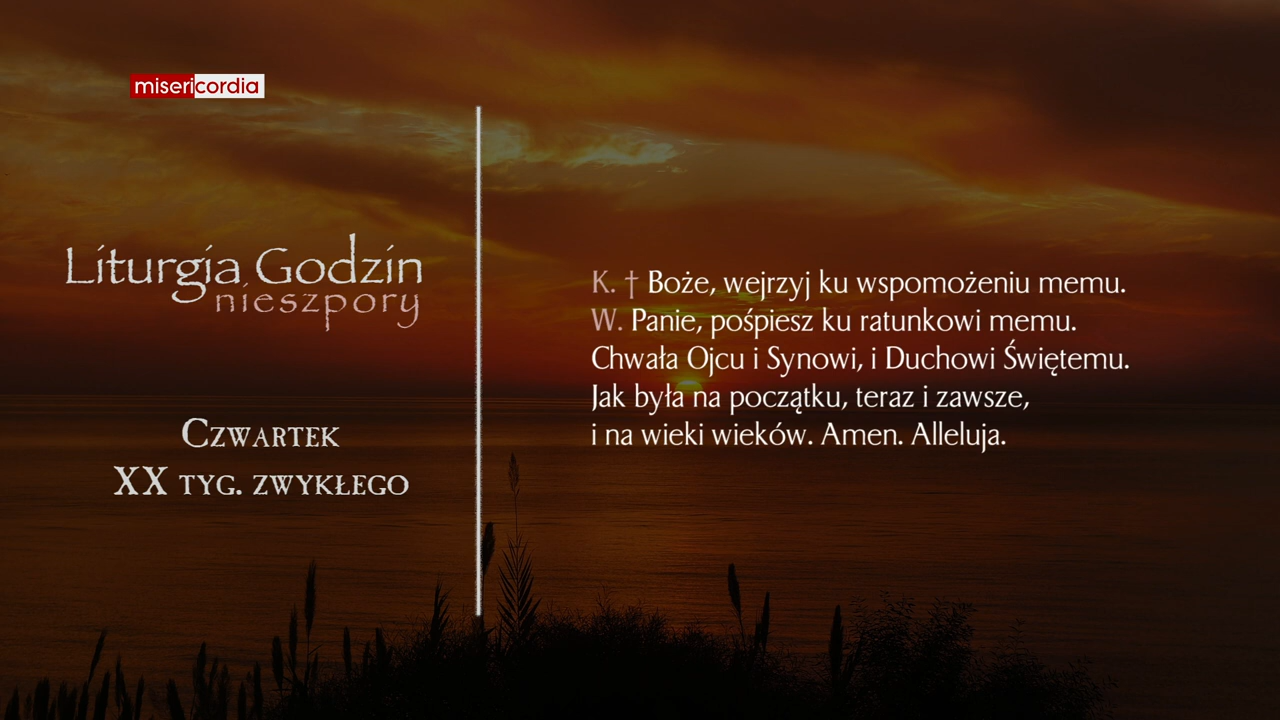 misericordia
Liturgia Godzin
nieszpory
Czwartek
XX tyg. zwykłego
K. † Boże, wejrzyj ku wspomożeniu memu.
W. Panie, pośpiesz ku ratunkowi memu.
Chwała Ojcu i Synowi, i Duchowi Świętemu.
Jak była na początku, teraz i zawsze,
i na wieki wieków. Amen. Alleluja.